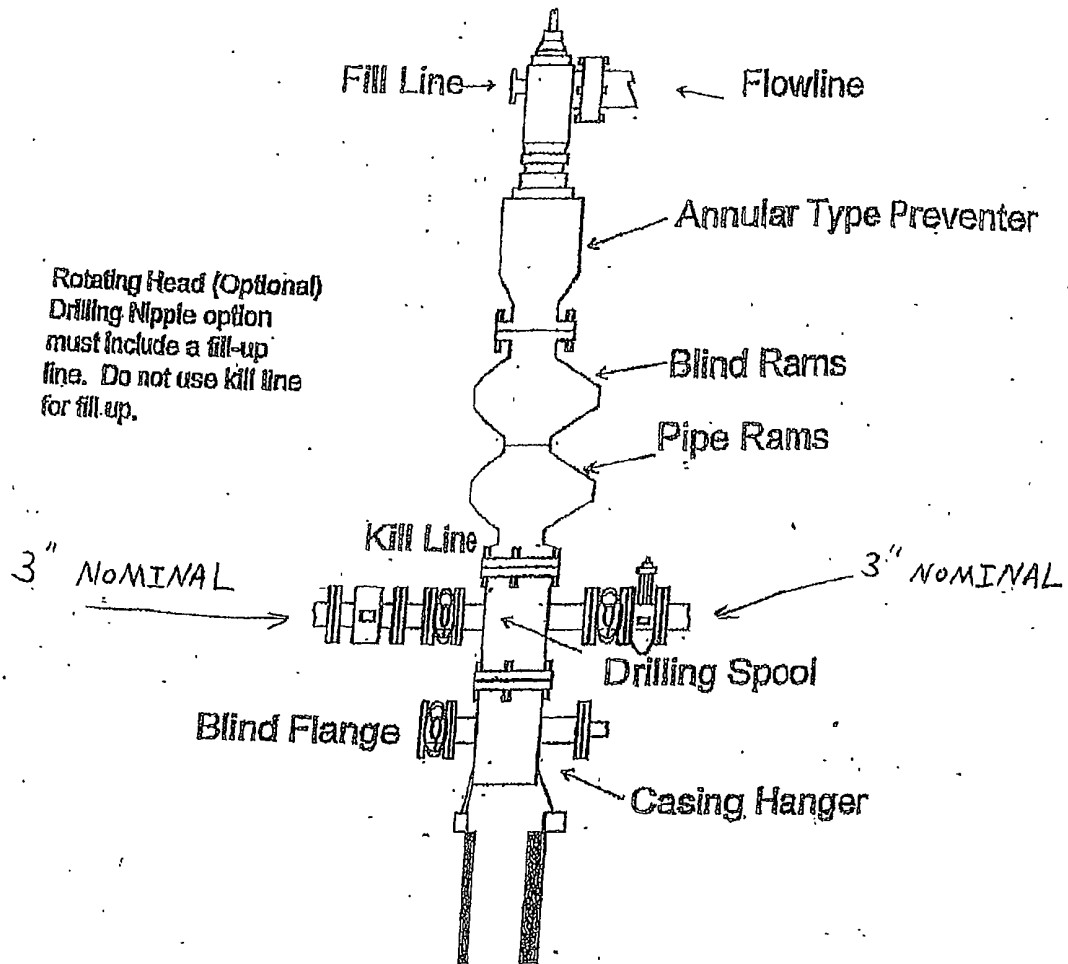 Fill Line
Flowline
Annular Type Preventer
Rotating Head (Optional)
Drilling Nipple option
must include a fill-up
line. Do not use kill line
for fill up.
Blind Rams
Pipe Rams
Kill Line
3" NOMINAL
3" NOMINAL
Drilling Spool
Blind Flange
Casing Hanger